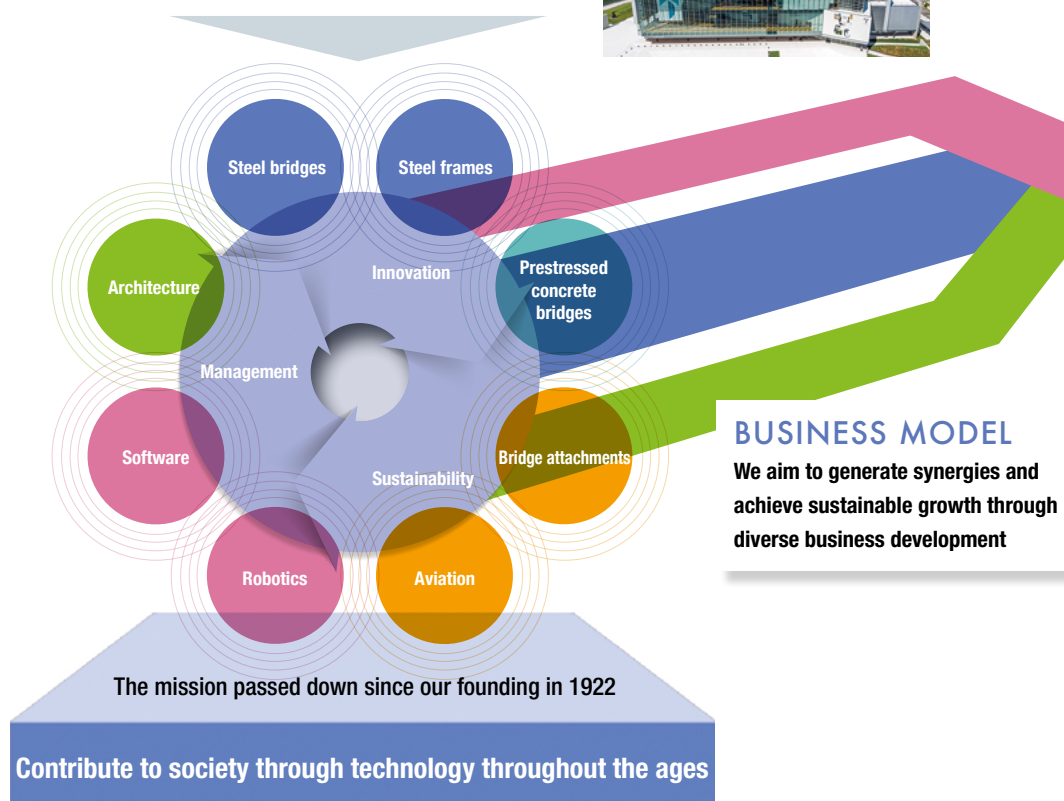 Steel bridges
Steel frames
Architecture
Innovation
Prestressed
concrete
bridges
Management
Software
Sustainability
Bridge attachments
Robotics
Aviation
BUSINESS MODEL
We aim to generate synergies and
achieve sustainable growth through
diverse business development
The mission passed down since our founding in 1922
Contribute to society through technology throughout the ages